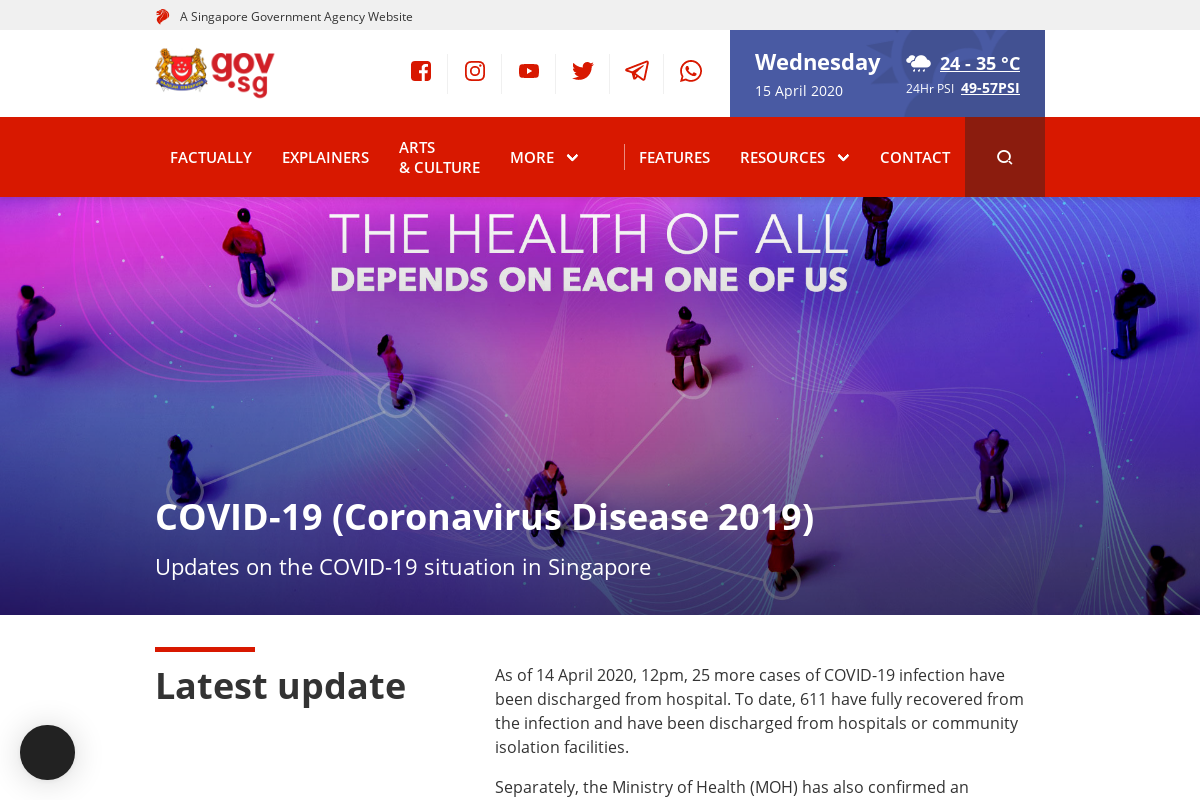 A Singapore Government Agency Website
gov
.sg
Wednesday
15 April 2020
24 - 35 °C
24Hr PSI 49-57PSI
FACTUALLY
EXPLAINERS
ARTS
& CULTURE
MORE
FEATURES
RESOURCES
CONTACT
THE HEALTH OF ALL
DEPENDS ON EACH ONE OF US
COVID-19 (Coronavirus Disease 2019)
Updates on the COVID-19 situation in Singapore
Latest update
As of 14 April 2020, 12pm, 25 more cases of COVID-19 infection have
been discharged from hospital. To date, 611 have fully recovered from
the infection and have been discharged from hospitals or community
isolation facilities.
Separately, the Ministry of Health (MOH) has also confirmed an